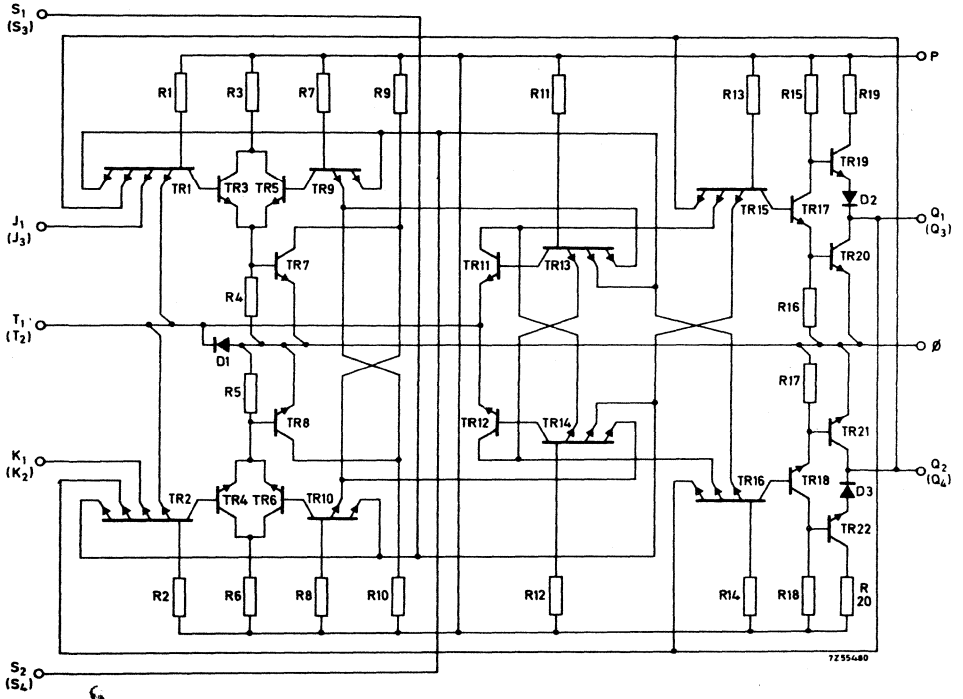 S1
(S3)
P
R1 R3 R7 R9 R11 R13 R15 R19
TR1 TR3 TR5 TR9 TR15 TR17 TR19
D2
J1
(J3)
Q1
(Q3)
TR7 TR11 TR13 TR20
R4 R16
T1
(T2)
Ø
D1
R5 R17
TR8 TR12 TR14 TR21
K1
(K2)
Q2
(Q4)
TR2 TR4 TR6 TR10 TR16 TR18 D3
TR22
R2 R6 R8 R10 R12 R14 R18 R
20
7Z55480
S2
(S4)